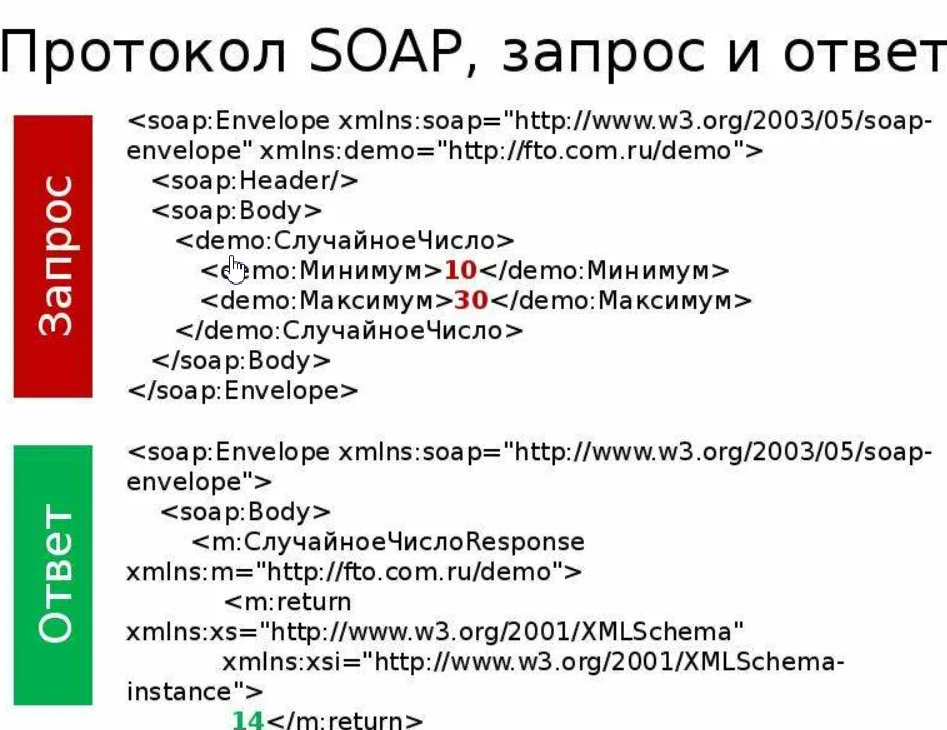 Протокол SOAP, запрос и ответ
Запрос
<soap:Envelope xmlns:soap="http://www.w3.org/2003/05/soap-
envelope" xmlns:demo="http://fto.com.ru/demo">
<soap:Header/>
<soap:Body>
<demo:СлучайноеЧисло>
<demo:Минимум>10</demo:Минимум>
<demo:Максимум>30</demo:Максимум>
</demo:СлучайноеЧисло>
</soap:Body>
</soap:Envelope>
Ответ
<soap:Envelope xmlns:soap="http://www.w3.org/2003/05/soap-
envelope">
<soap:Body>
<m:СлучайноеЧислоResponse
xmlns:m="http://fto.com.ru/demo">
<m:return
xmlns:xs="http://www.w3.org/2001/XMLSchema"
xmlns:xsi="http://www.w3.org/2001/XMLSchema-
instance">
14</m:return>